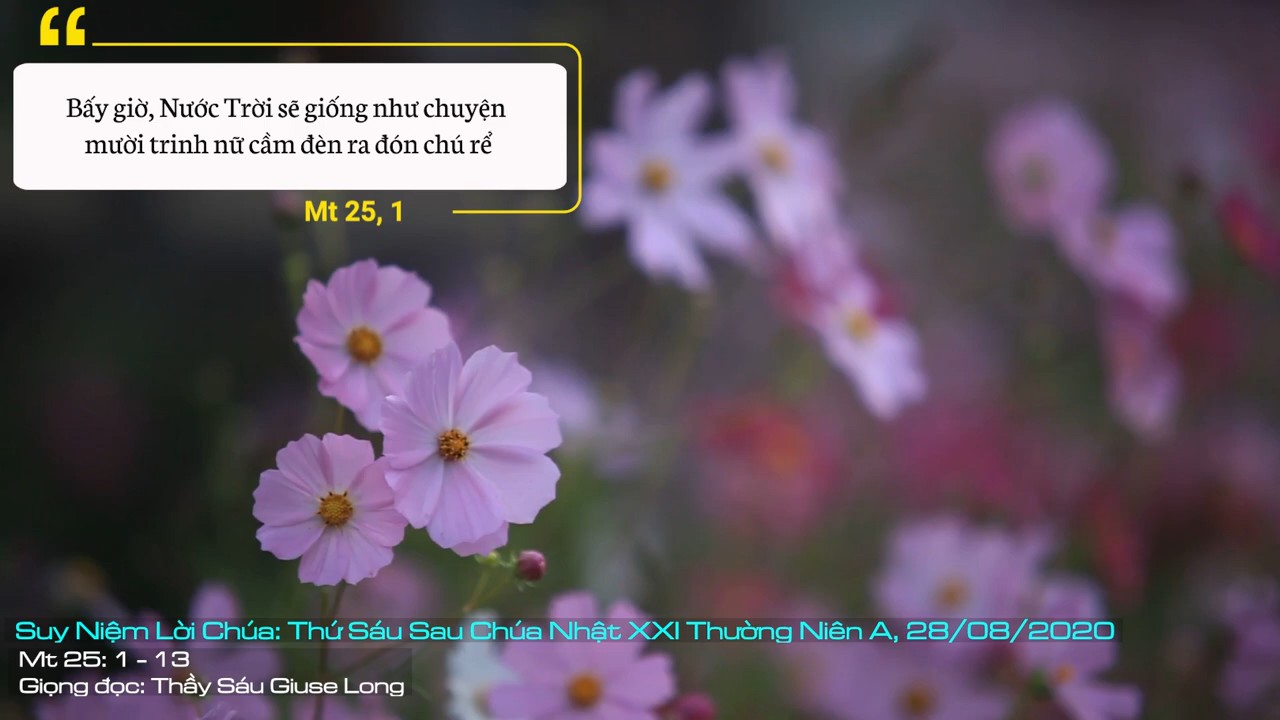 Bấy giờ, Nước Trời sẽ giống như chuyện
mười trinh nữ cầm đèn ra đón chú rể
Mt 25, 1
Suy Niệm Lời Chúa: Thứ Sáu Sau Chúa Nhật XXI Thường Niên A, 28/08/2020
Mt 25: 1 - 13
Giọng đọc: Thầy Sáu Giuse Long